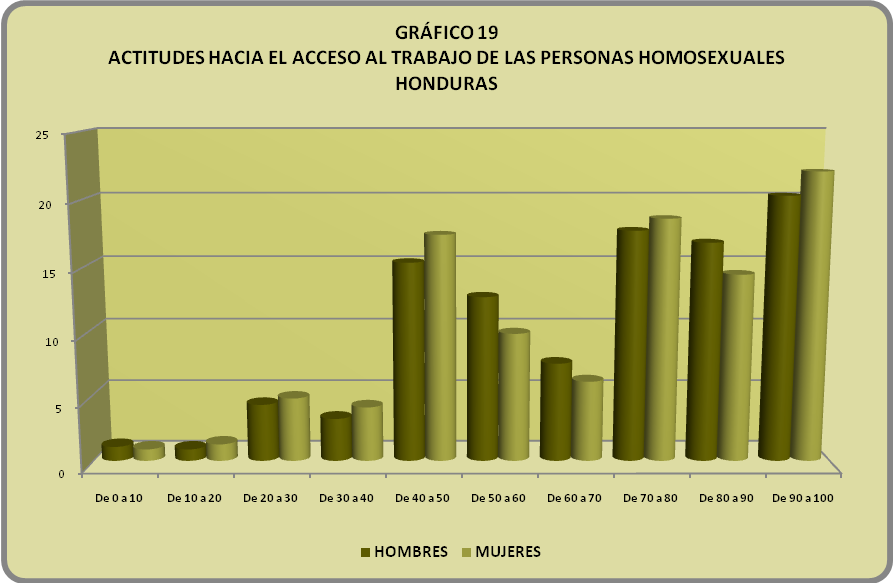 GRÁFICO 19
ACTITUDES HACIA EL ACCESO AL TRABAJO DE LAS PERSONAS HOMOSEXUALES
HONDURAS
25
20
15
10
5
0
De 0 a 10 De 10 a 20 De 20 a 30 De 30 a 40 De 40 a 50 De 50 a 60 De 60 a 70 De 70 a 80 De 80 a 90 De 90 a 100
HOMBRES MUJERES